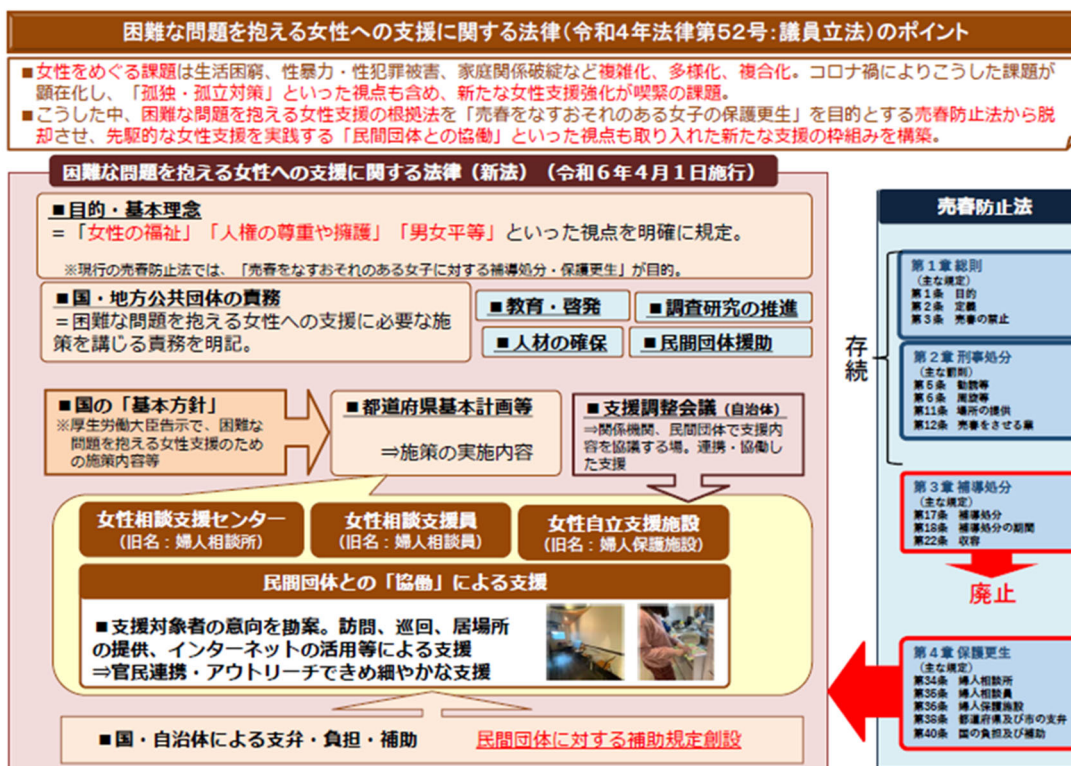 困難な問題を抱える女性への支援に関する法律(令和4年法律第52号:議員立法)のポイント
■女性をめぐる課題は生活困窮、性暴力・性犯罪被害、家庭関係破綻など複雑化、多様化、複合化。コロナ禍によりこうした課題が
顕在化し、「孤独・孤立対策」といった視点も含め、新たな女性支援強化が喫緊の課題。
■こうした中、困難な問題を抱える女性支援の根拠法を「売春をなすおそれのある女子の保護更生」を目的とする売春防止法から脱
却させ、先駆的な女性支援を実践する「民間団体との協働」といった視点も取り入れた新たな支援の枠組みを構築。
困難な問題を抱える女性への支援に関する法律(新法)(令和6年4月1日施行)
■目的・基本理念
=「女性の福祉」「人権の尊重や擁護」「男女平等」といった視点を明確に規定。
※現行の売春防止法では、「売春をなすおそれのある女子に対する補導処分・保護更生」が目的。
■国・地方公共団体の責務
=困難な問題を抱える女性への支援に必要な施
策を講じる責務を明記。
■教育・啓発
■調査研究の推進
■人材の確保
■民間団体援助
■国の「基本方針」
※厚生労働大臣告示で、困難な
問題を抱える女性支援のため
の施策内容等
■都道府県基本計画等
⇒施策の実施内容
■支援調整会議(自治体)
⇒関係機関、民間団体で支援内
容を協議する場。連携・協働し
た支援
女性相談支援センター
(旧名:婦人相談所)
女性相談支援員
(旧名:婦人相談員)
女性自立支援施設
(旧名:婦人保護施設)
民間団体との「協働」による支援
■支援対象者の意向を勘案。訪問、巡回、居場所
の提供、インターネットの活用等による支援
⇒官民連携・アウトリーチできめ細やかな支援
■国・自治体による支弁・負担・補助 民間団体に対する補助規定創設
売春防止法
存続
第1章 総則
(主な規定)
第1条 目的
第2条 定義
第3条 売春の禁止
第2章 刑事処分
(主な罰則)
第5条 勧誘等
第6条 周旋等
第11条 場所の提供
第12条 売春をさせる業
第3章 補導処分
(主な規定)
第17条 補導処分
第18条 補導処分の期間
第22条 収容
廃止
第4章 保護更生
(主な規定)
第34条 婦人相談所
第35条 婦人相談員
第36条 婦人保護施設
第38条 都道府県及び市の支弁
第40条 国の負担及び補助